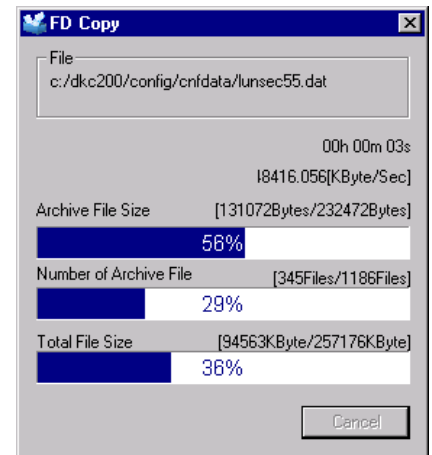 FD Copy
File
c:/dkc200/config/cnfdata/lunsec55.dat
00h 00m 03s
48416.056[KByte/Sec]
Archive File Size [131072Bytes/232472Bytes]
56%
Number of Archive File [345Files/1186Files]
29%
Total File Size [94563KByte/257176KByte]
36%
Cancel